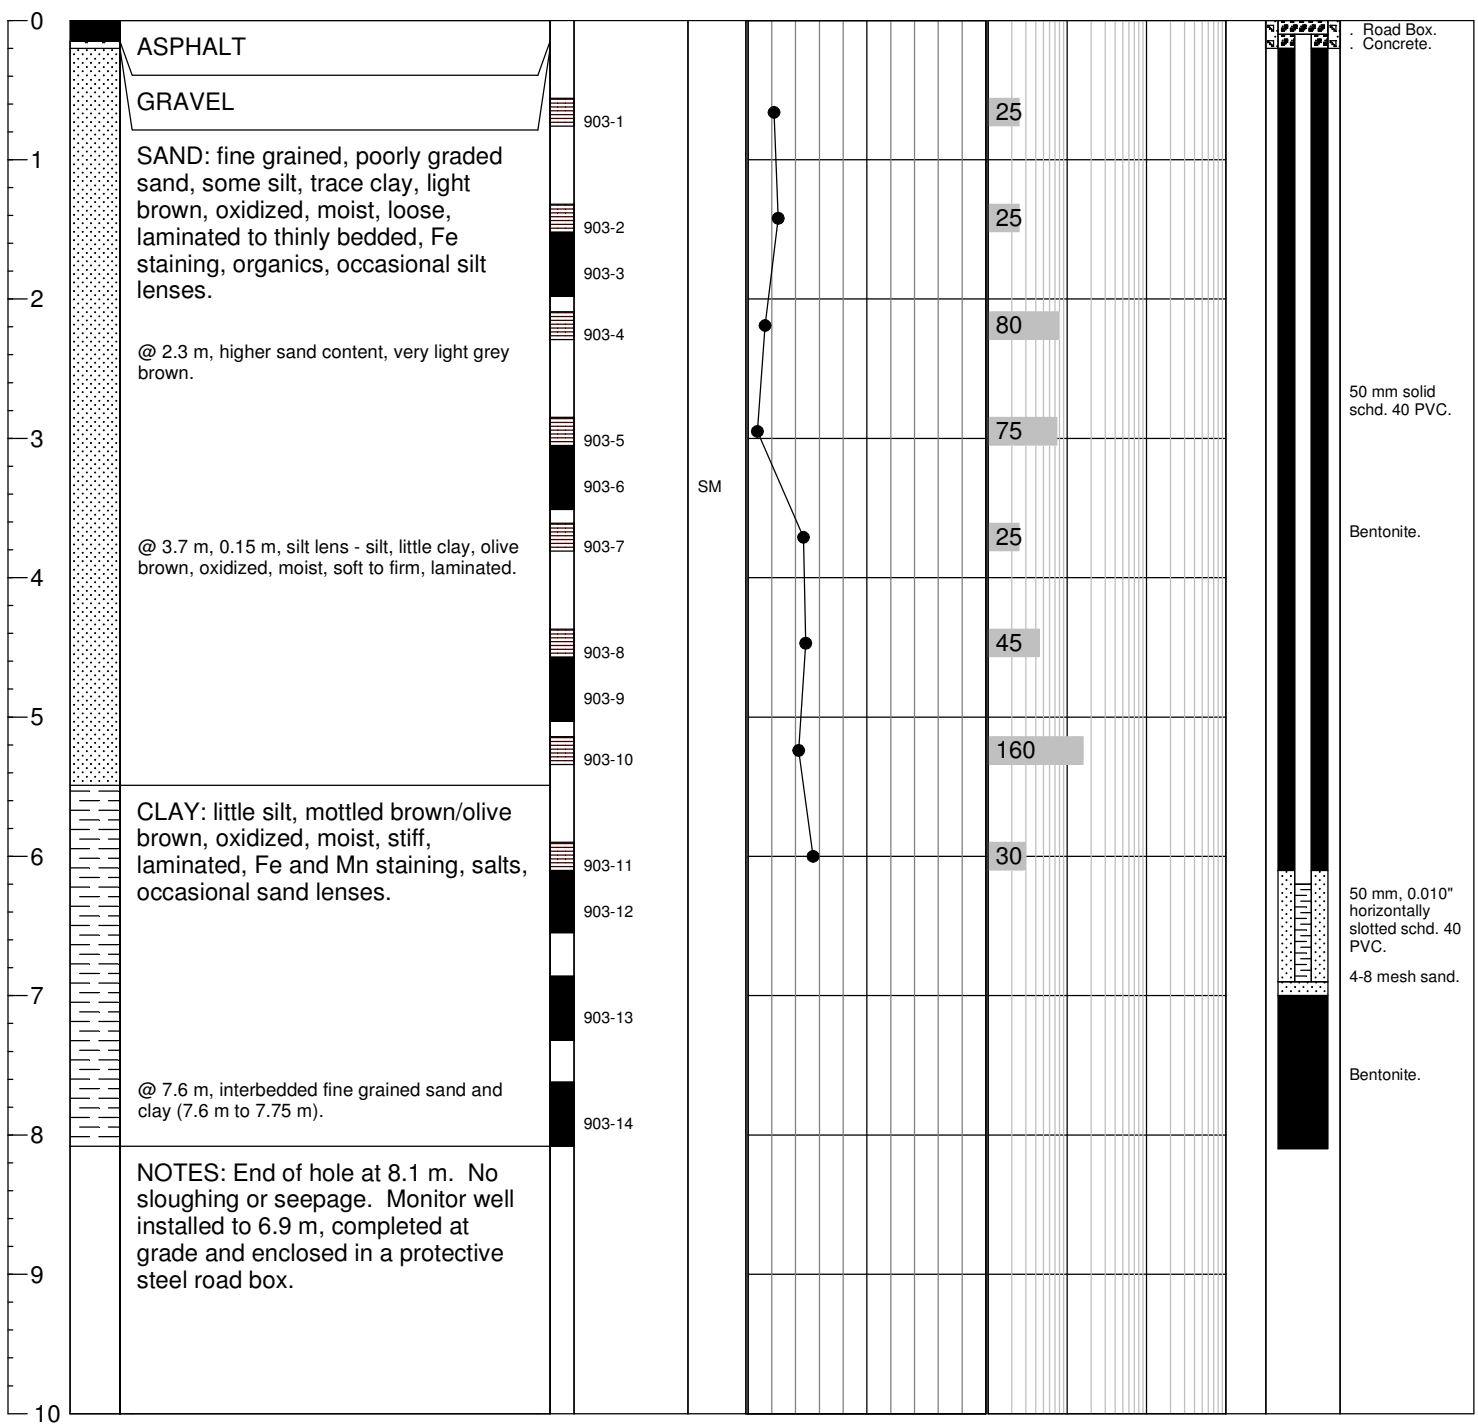 0
1
2
3
4
5
6
7
8
9
10
ASPHALT
GRAVEL
SAND: fine grained, poorly graded
sand, some silt, trace clay, light
brown, oxidized, moist, loose,
laminated to thinly bedded, Fe
staining, organics, occasional silt
lenses.
@ 2.3 m, higher sand content, very light grey
brown.
@ 3.7 m, 0.15 m, silt lens - silt, little clay, olive
brown, oxidized, moist, soft to firm, laminated.
CLAY: little silt, mottled brown/olive
brown, oxidized, moist, stiff,
laminated, Fe and Mn staining, salts,
occasional sand lenses.
@ 7.6 m, interbedded fine grained sand and
clay (7.6 m to 7.75 m).
NOTES: End of hole at 8.1 m. No
sloughing or seepage. Monitor well
installed to 6.9 m, completed at
grade and enclosed in a protective
steel road box.
903-1
903-2
903-3
903-4
903-5
903-6
903-7
903-8
903-9
903-10
903-11
903-12
903-13
903-14
SM
25
25
80
75
25
45
160
30
. Road Box.
. Concrete.
50 mm solid
schd. 40 PVC.
Bentonite.
50 mm, 0.010"
horizontally
slotted schd. 40
PVC.
4-8 mesh sand.
Bentonite.